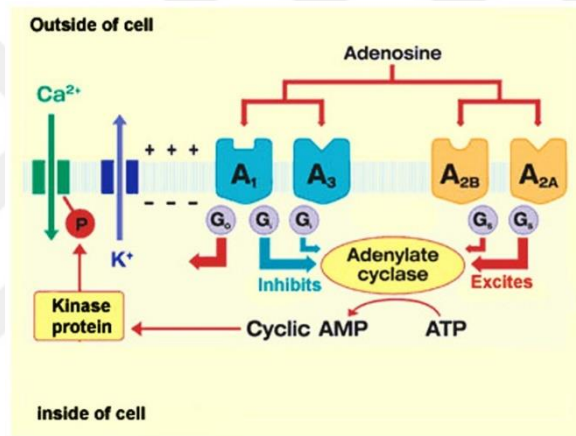 Outside of cell
Adenosine
Ca²⁺
+ + +
A₁
A₃
A₂B
A₂A
- - -
P
Gₒ
Gᵢ
Gᵢ
Gₛ
Gₛ
K⁺
Adenylate
cyclase
Inhibits
Excites
Kinase
protein
Cyclic AMP
ATP
inside of cell